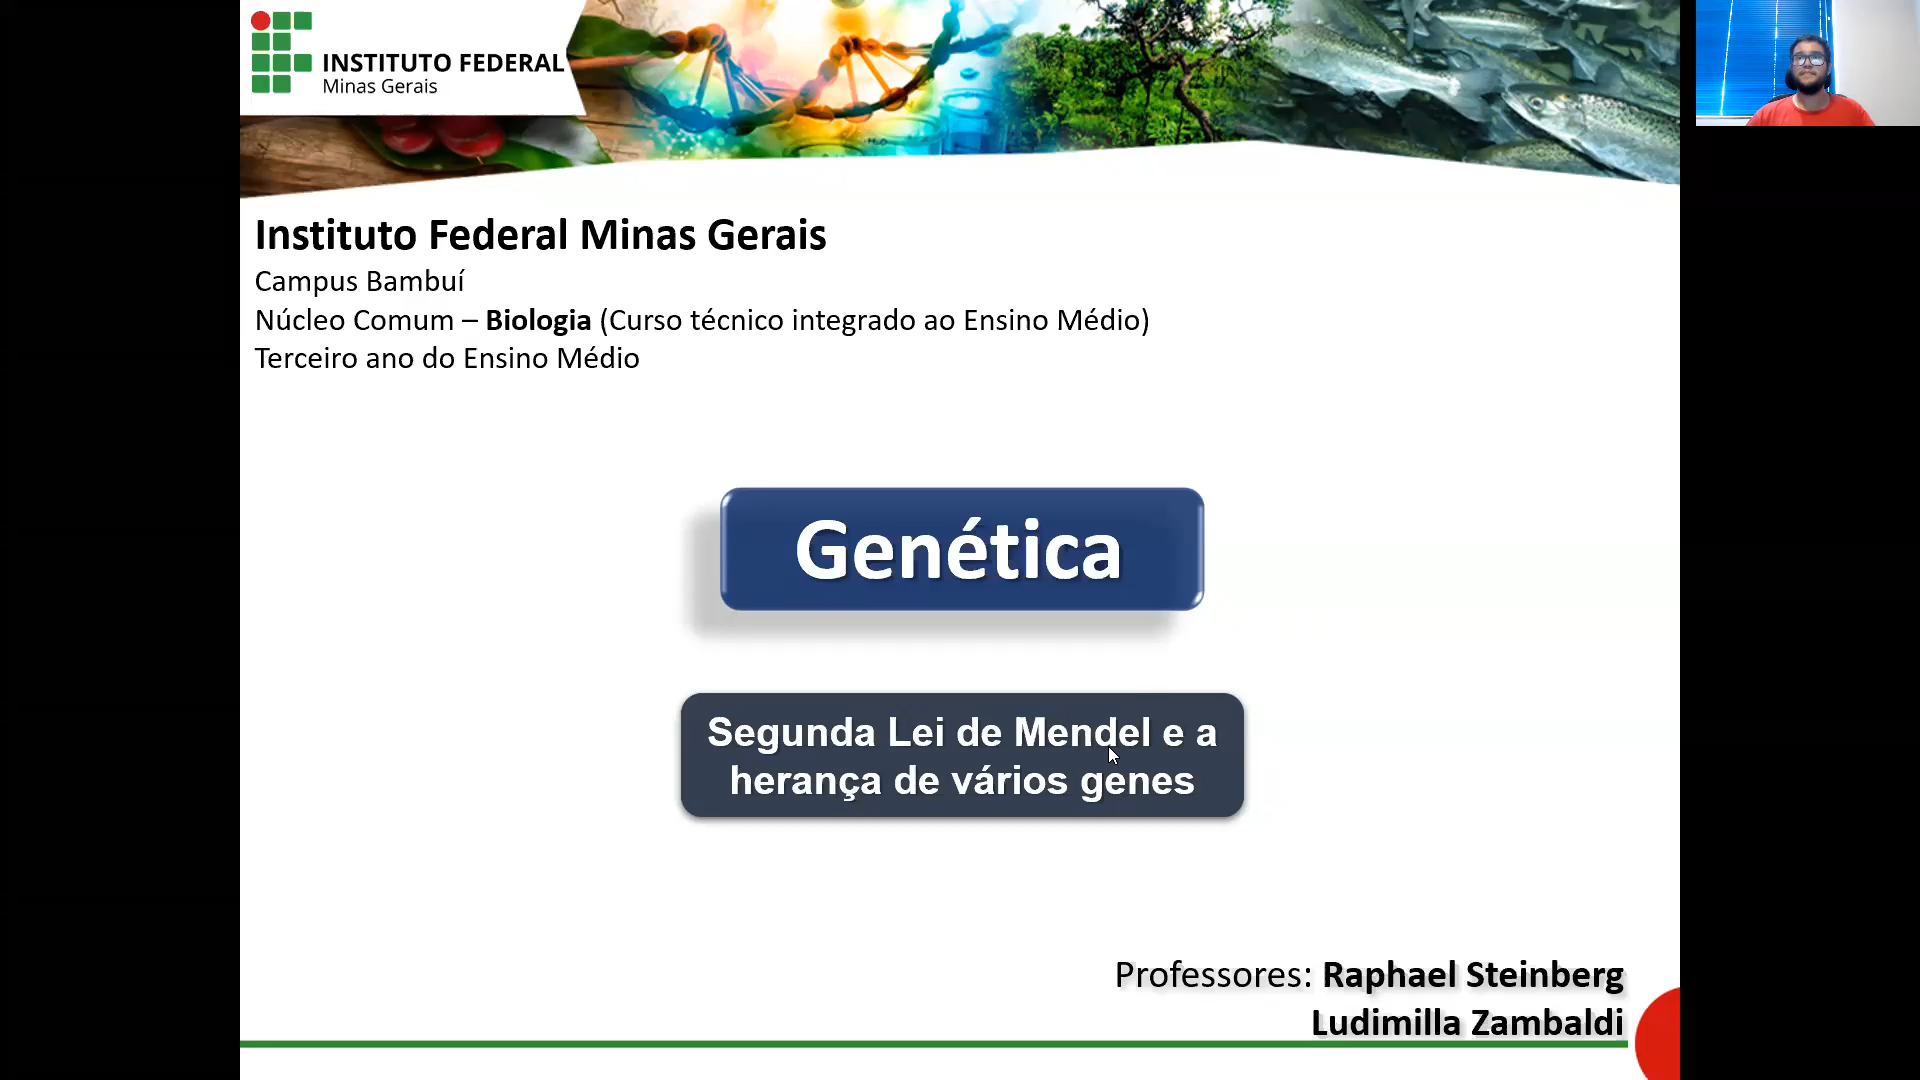 INSTITUTO FEDERAL
Minas Gerais
H₂O
Instituto Federal Minas Gerais
Campus Bambuí
Núcleo Comum – Biologia (Curso técnico integrado ao Ensino Médio)
Terceiro ano do Ensino Médio
Genética
Segunda Lei de Mendel e a
herança de vários genes
Professores: Raphael Steinberg
Ludimilla Zambaldi